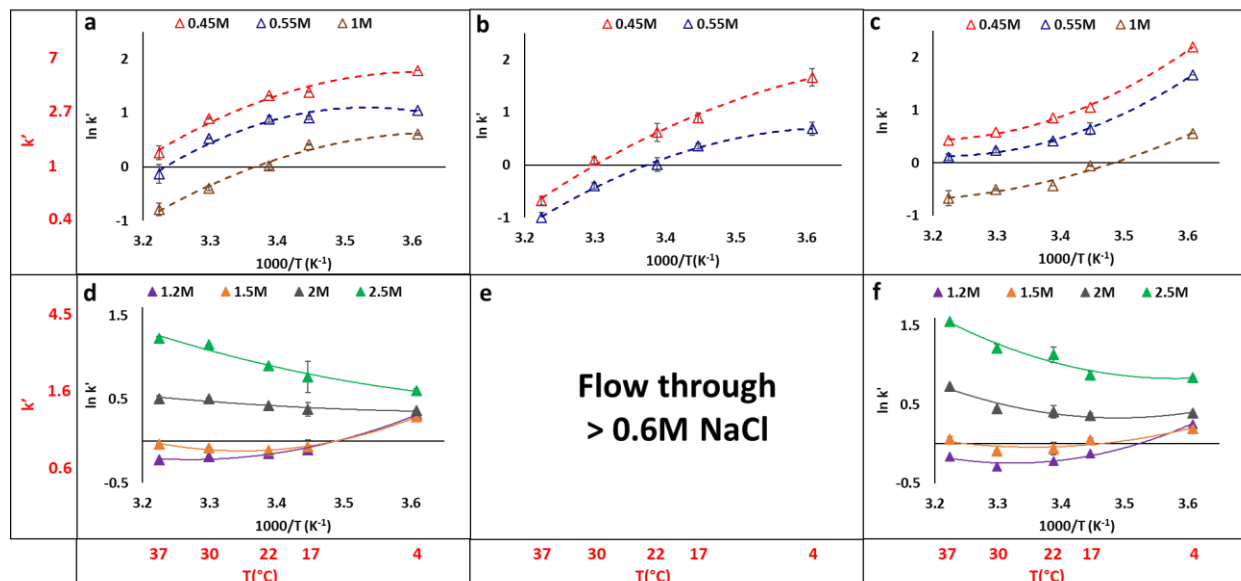 a
0.45M 0.55M 1M
7
2.7
k'
1
0.4
ln k'
2
1
0
-1
3.2 3.3 3.4 3.5 3.6
1000/T (K⁻¹)
b
0.45M 0.55M
ln k'
2
1
0
-1
3.2 3.3 3.4 3.5 3.6
1000/T (K⁻¹)
c
0.45M 0.55M 1M
ln k'
2
1
0
-1
3.2 3.3 3.4 3.5 3.6
1000/T (K⁻¹)
d
1.2M 1.5M 2M 2.5M
4.5
k'
1.6
0.6
ln k'
1.5
0.5
-0.5
3.2 3.3 3.4 3.5 3.6
1000/T (K⁻¹)
e
Flow through
> 0.6M NaCl
f
1.2M 1.5M 2M 2.5M
ln k'
1.5
0.5
-0.5
3.2 3.3 3.4 3.5 3.6
1000/T (K⁻¹)
37 30 22 17 4
T(°C)
37 30 22 17 4
T(°C)
37 30 22 17 4
T(°C)